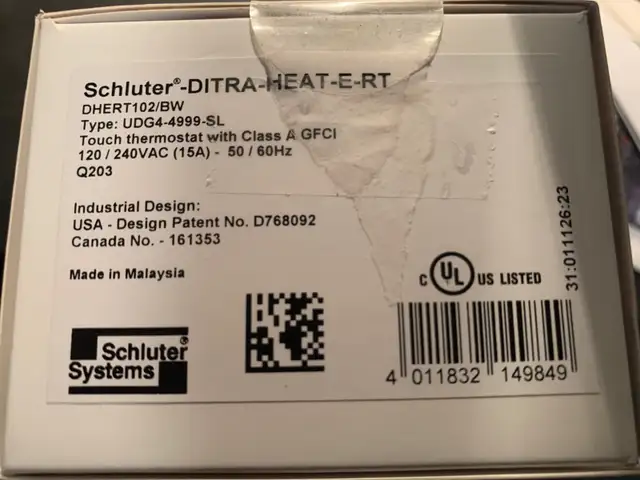 Schluter®-DITRA-HEAT-E-RT
DHERT102/BW
Type: UDG4-4999-SL
Touch thermostat with Class A GFCI
120 / 240VAC (15A) - 50 / 60Hz
Q203
Industrial Design:
USA - Design Patent No. D768092
Canada No. - 161353
Made in Malaysia
C UL US LISTED
31:011126:23
Schluter®
Systems
4 011832 149849